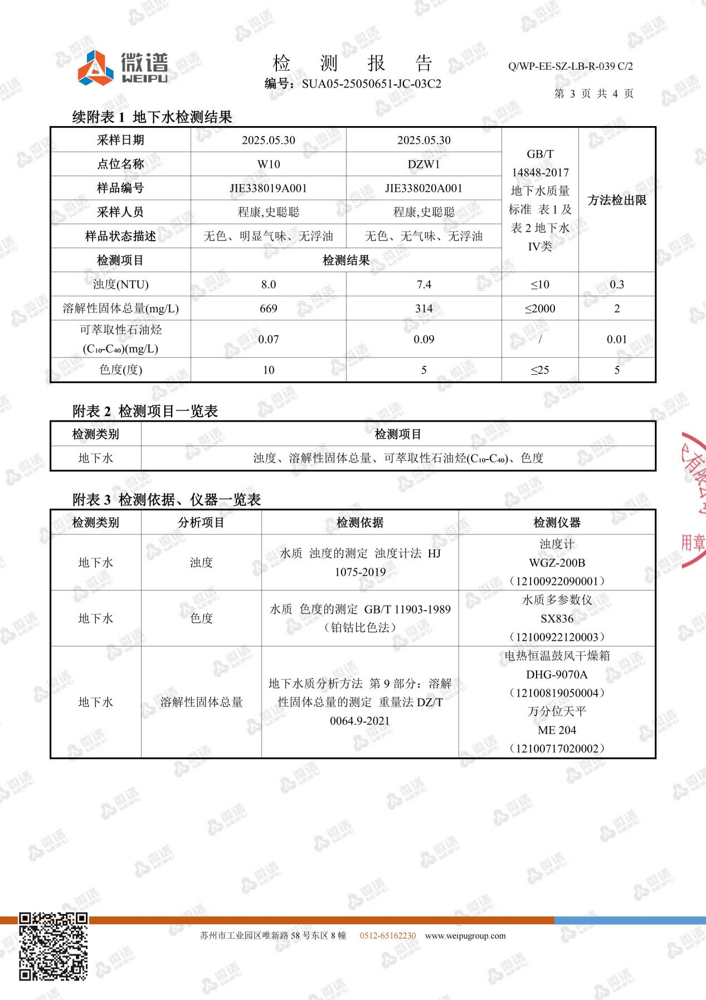 微谱
WEIPU
检 测 报 告
编号：SUA05-25050651-JC-03C2
Q/WP-EE-SZ-LB-R-039 C/2
第 3 页 共 4 页
续附表 1 地下水检测结果
采样日期 2025.05.30 2025.05.30
GB/T
14848-2017
地下水质量
标准 表 1 及
表 2 地下水
IV类
方法检出限
点位名称 W10 DZW1
样品编号 JIE338019A001 JIE338020A001
采样人员 程康,史聪聪 程康,史聪聪
样品状态描述 无色、明显气味、无浮油 无色、无气味、无浮油
检测项目 检测结果
浊度(NTU) 8.0 7.4 ≤10 0.3
溶解性固体总量(mg/L) 669 314 ≤2000 2
可萃取性石油烃
(C₁₀-C₄₀)(mg/L) 0.07 0.09 / 0.01
色度(度) 10 5 ≤25 5
附表 2 检测项目一览表
检测类别 检测项目
地下水 浊度、溶解性固体总量、可萃取性石油烃(C₁₀-C₄₀)、色度
附表 3 检测依据、仪器一览表
检测类别 分析项目 检测依据 检测仪器
地下水 浊度
水质 浊度的测定 浊度计法 HJ
1075-2019
浊度计
WGZ-200B
（12100922090001）
地下水 色度
水质 色度的测定 GB/T 11903-1989
（铂钴比色法）
水质多参数仪
SX836
（12100922120003）
地下水 溶解性固体总量
地下水质分析方法 第 9 部分：溶解
性固体总量的测定 重量法 DZ/T
0064.9-2021
电热恒温鼓风干燥箱
DHG-9070A
（12100819050004）
万分位天平
ME 204
（12100717020002）
有限公司
用章
苏州市工业园区唯新路 58 号东区 8 幢 0512-65162230 www.weipugroup.com